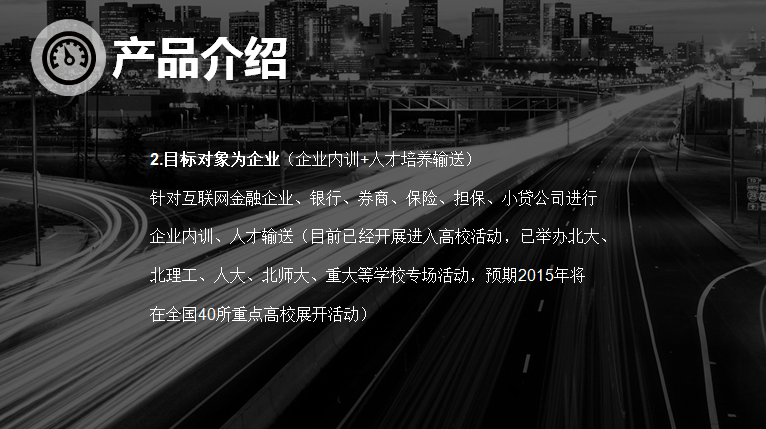 产品介绍
2.目标对象为企业（企业内训+人才培养输送）
针对互联网金融企业、银行、券商、保险、担保、小贷公司进行
企业内训、人才输送（目前已经开展进入高校活动，已举办北大、
北理工、人大、北师大、重大等学校专场活动，预期2015年将
在全国40所重点高校展开活动）